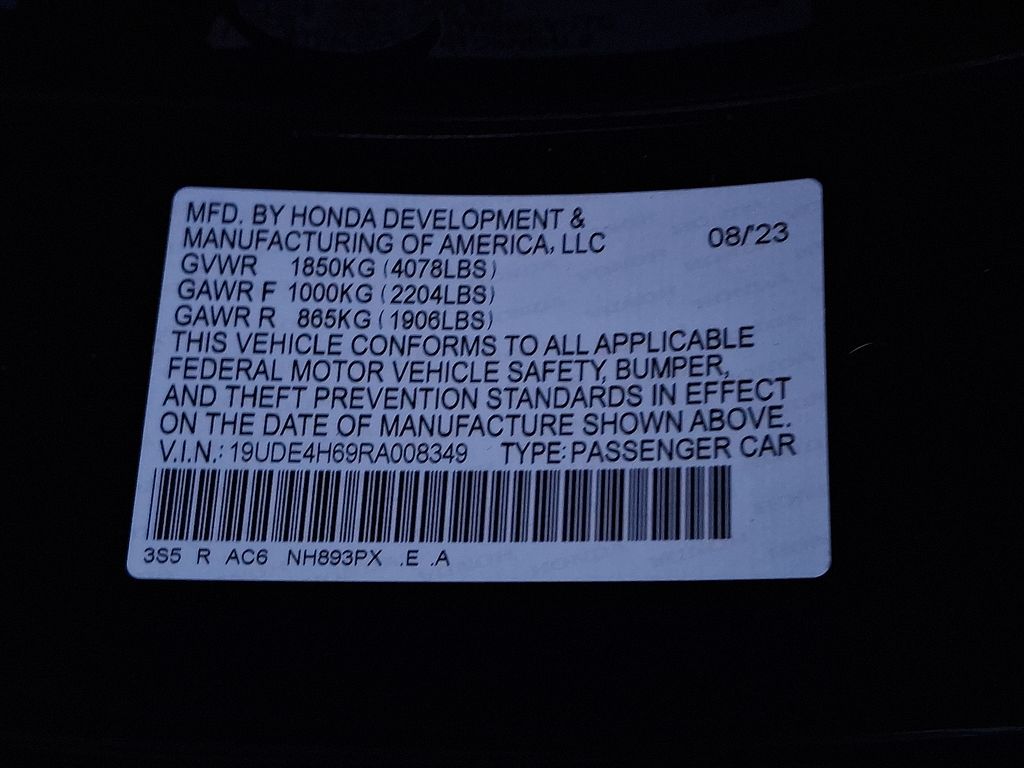 MFD. BY HONDA DEVELOPMENT &
MANUFACTURING OF AMERICA, LLC 08/'23
GVWR 1850KG (4078LBS)
GAWR F 1000KG (2204LBS)
GAWR R 865KG (1906LBS)
THIS VEHICLE CONFORMS TO ALL APPLICABLE
FEDERAL MOTOR VEHICLE SAFETY, BUMPER,
AND THEFT PREVENTION STANDARDS IN EFFECT
ON THE DATE OF MANUFACTURE SHOWN ABOVE.
V.I.N.: 19UDE4H69RA008349 TYPE: PASSENGER CAR
3S5 R AC6 NH893PX .E .A